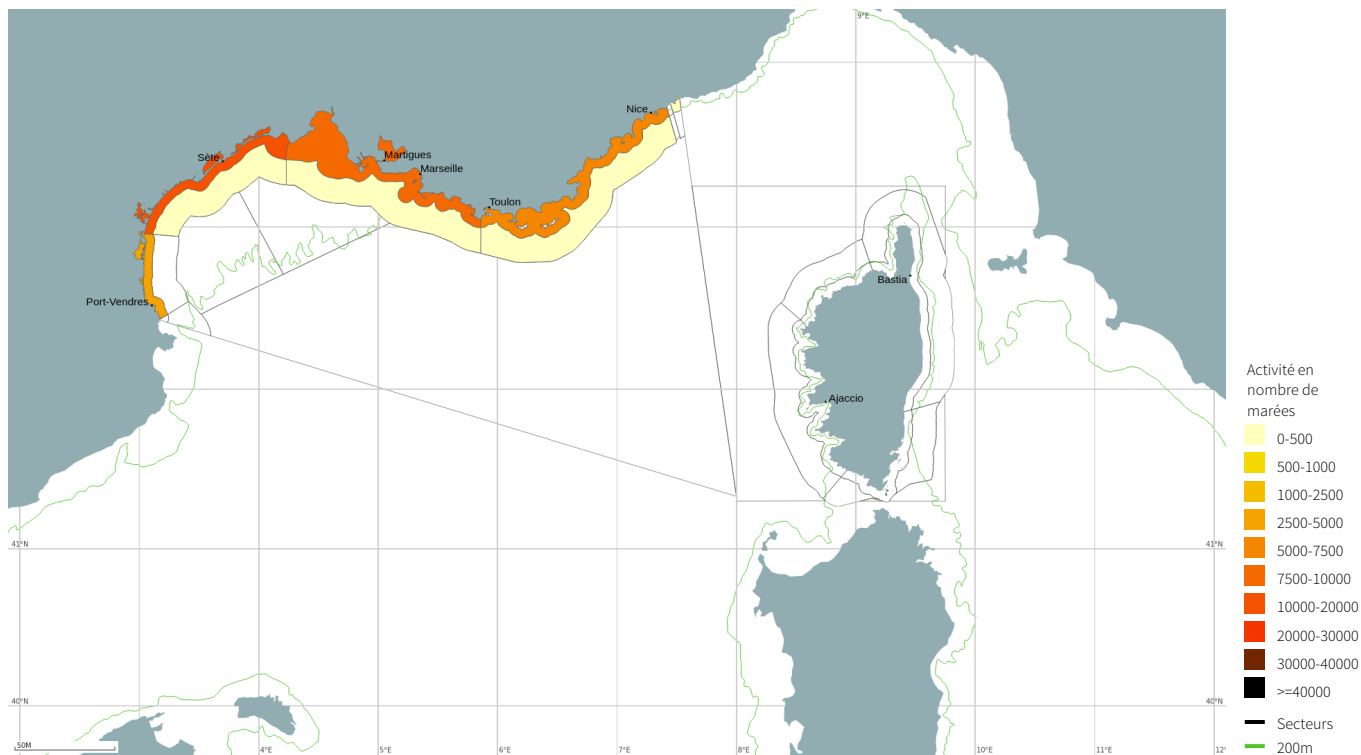 9°E
Nice
Sète
Martigues
Marseille
Toulon
Port-Vendres
Bastia
Ajaccio
41°N
41°N
40°N
40°N
50M
4°E
5°E
6°E
7°E
8°E
10°E
11°E
12°
Activité en
nombre de
marées
0-500
500-1000
1000-2500
2500-5000
5000-7500
7500-10000
10000-20000
20000-30000
30000-40000
>=40000
Secteurs
200m